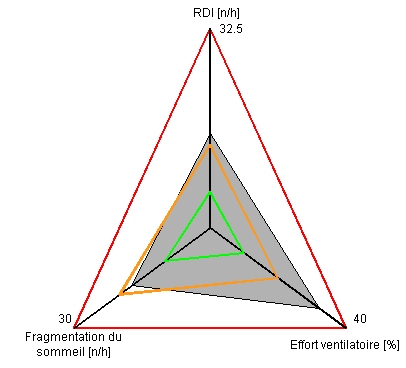 RDI [n/h]
32.5
30
40
Fragmentation du
sommeil [n/h]
Effort ventilatoire [%]